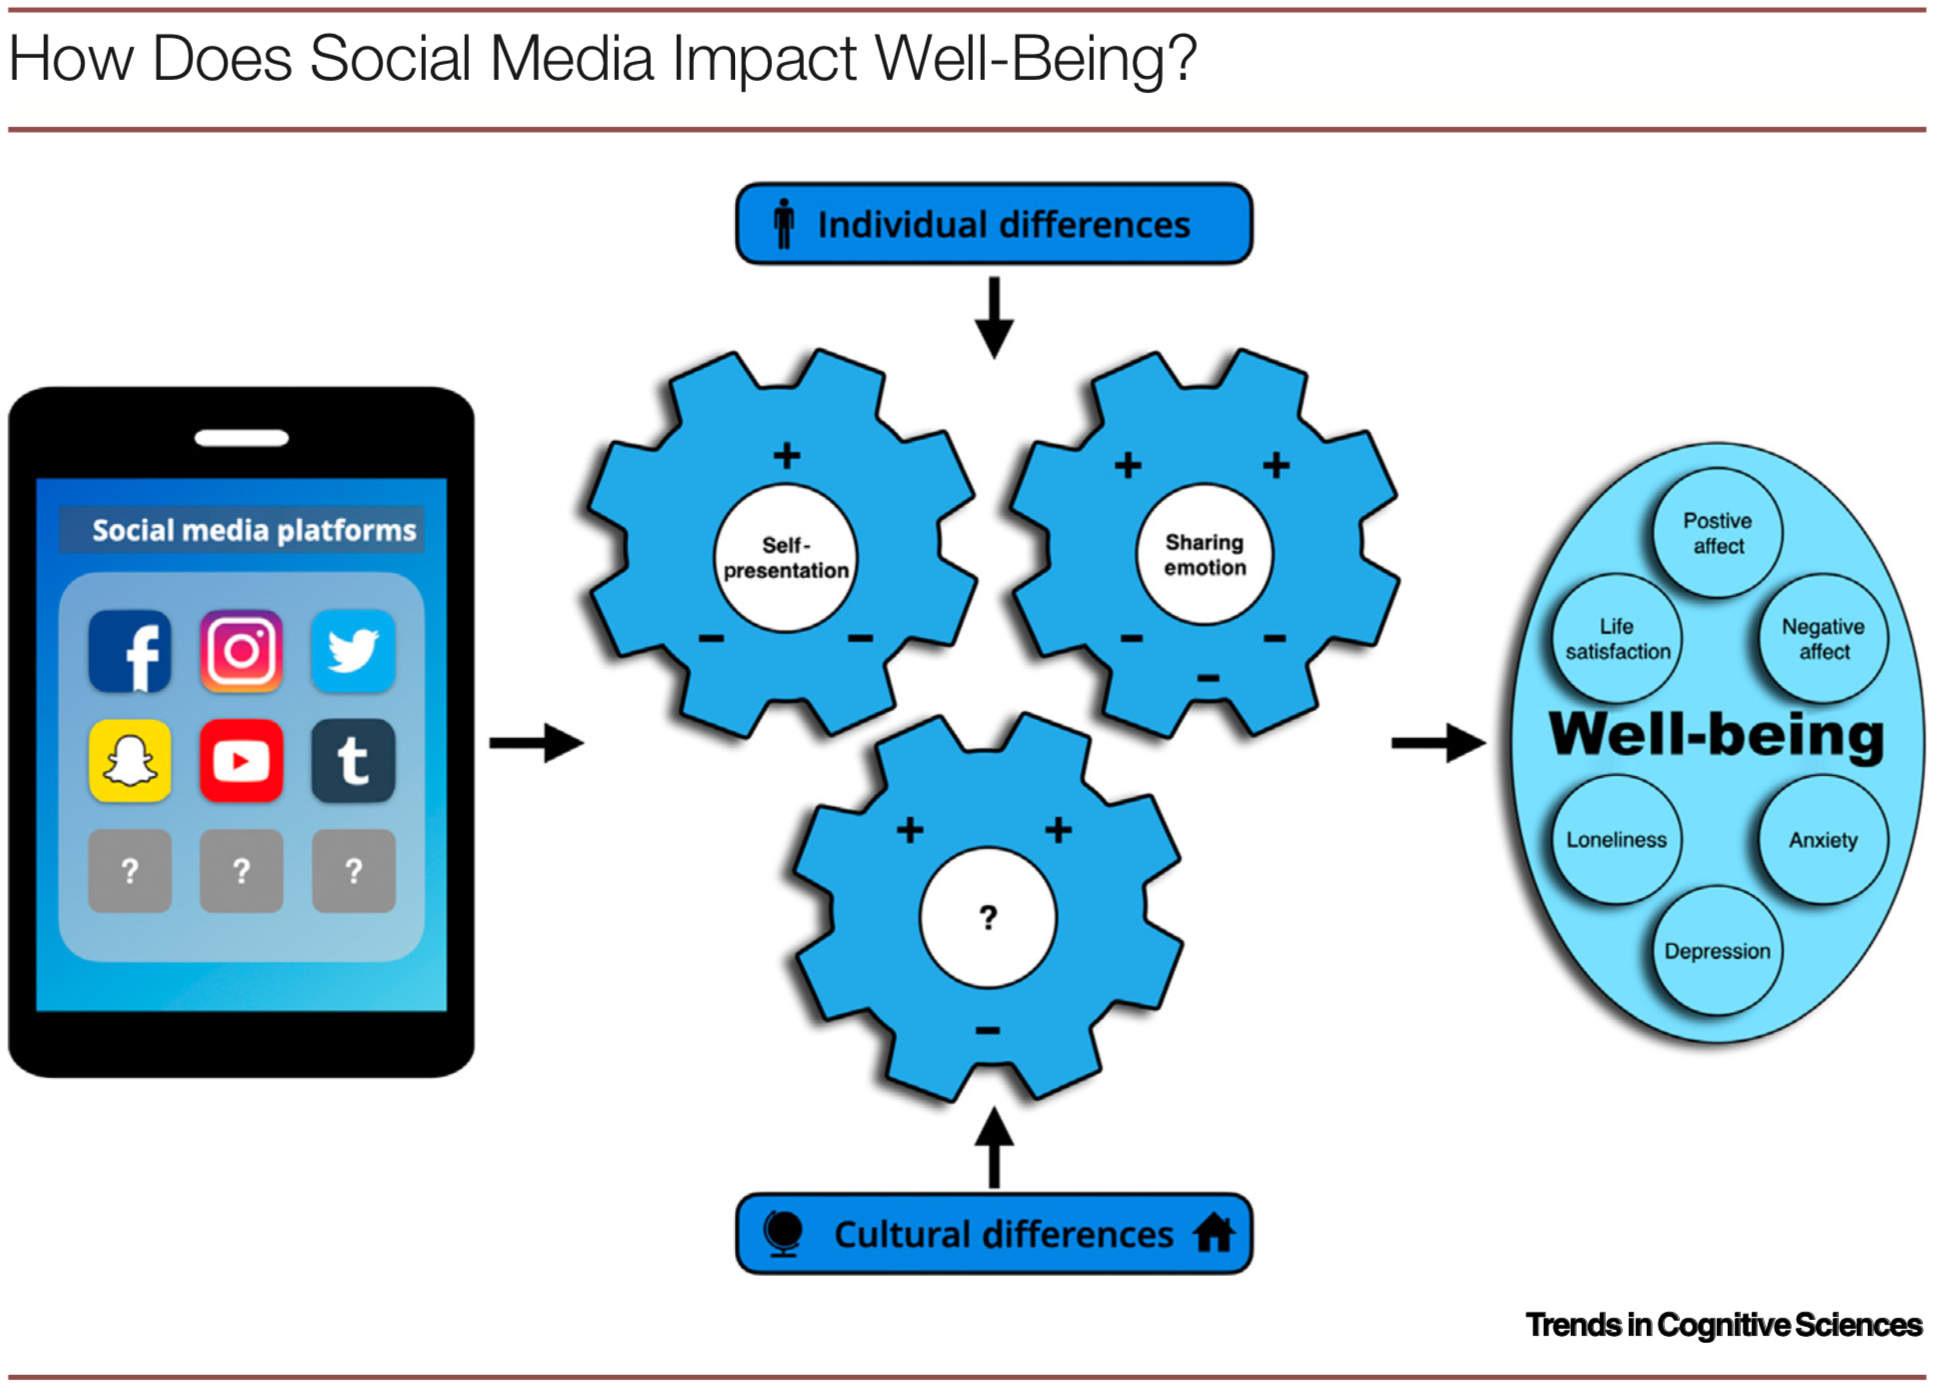 How Does Social Media Impact Well-Being?
Individual differences
Social media platforms
f
t
? ? ?
+
Self-
presentation
− −
+ +
Sharing
emotion
− −
−
+ +
?
−
Postive
affect
Life
satisfaction
Negative
affect
Well-being
Loneliness
Anxiety
Depression
Cultural differences
Trends in Cognitive Sciences